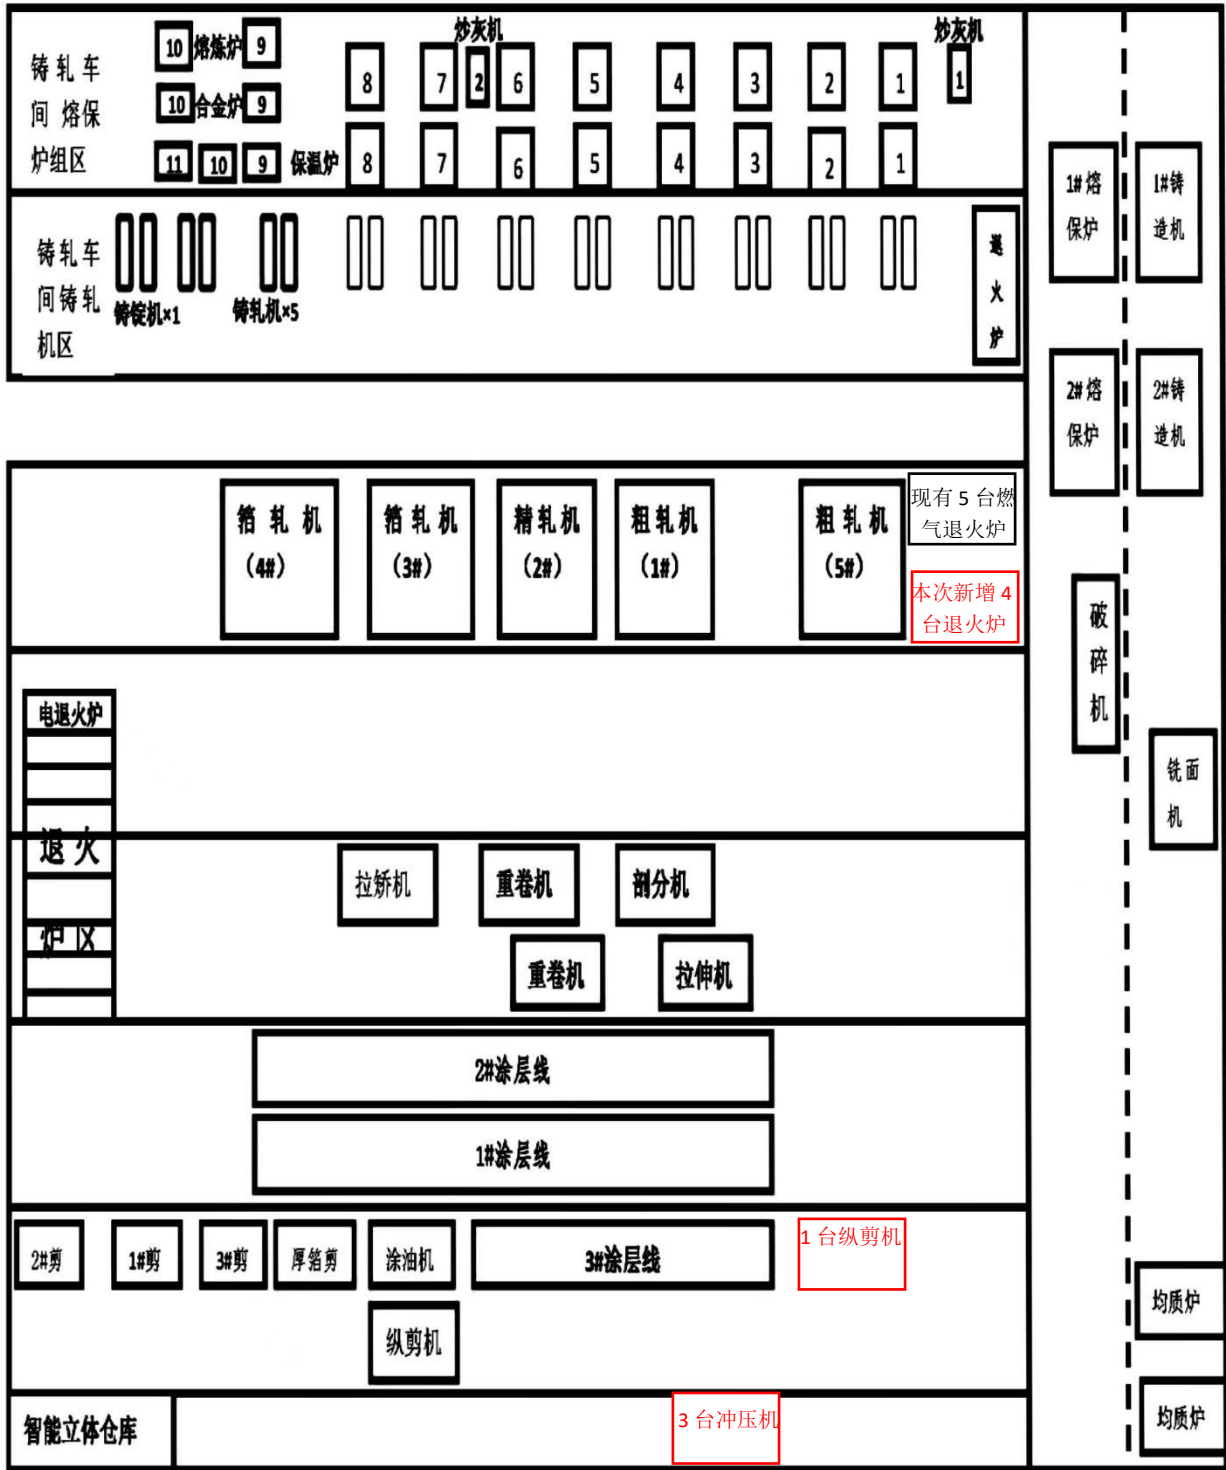 铸轧车
间 熔保
炉组区
10 熔炼炉 9
10 合金炉 9
11 10 9 保温炉
炒灰机
炒灰机
8 7 2 6 5 4 3 2 1 1
8 7 6 5 4 3 2 1
铸轧车
间铸轧
机区
铸锭机×1
铸轧机×5
退
火
炉
1#熔
保炉
1#铸
造机
2#熔
保炉
2#铸
造机
箔轧机
(4#)
箔轧机
(3#)
精轧机
(2#)
粗轧机
(1#)
粗轧机
(5#)
现有 5 台燃
气退火炉
本次新增 4
台退火炉
破
碎
机
铣面
机
电退火炉
退火
炉区
拉矫机
重卷机
剖分机
重卷机
拉伸机
2#涂层线
1#涂层线
2#剪
1#剪
3#剪
厚箔剪
涂油机
3#涂层线
1 台纵剪机
纵剪机
均质炉
均质炉
智能立体仓库
3 台冲压机